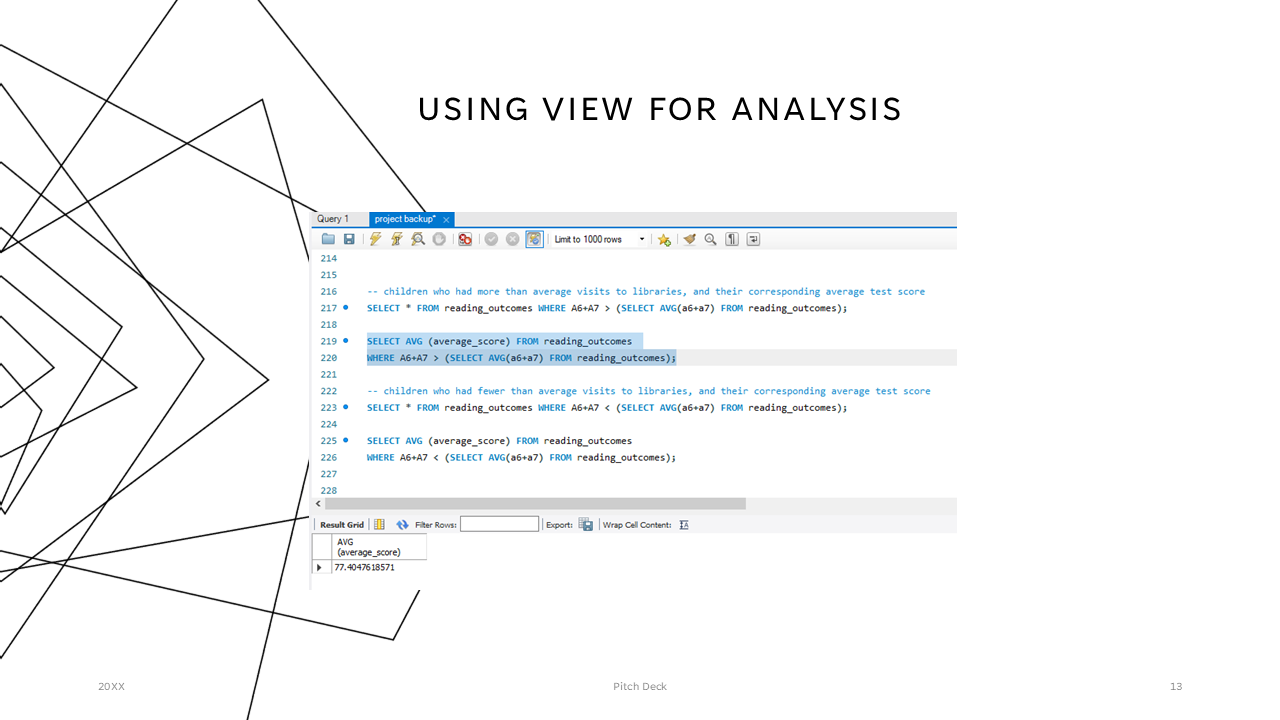 USING VIEW FOR ANALYSIS
Query 1 project backup* ×
Limit to 1000 rows
214
215
216 -- children who had more than average visits to libraries, and their corresponding average test score
217 SELECT * FROM reading_outcomes WHERE A6+A7 > (SELECT AVG(a6+a7) FROM reading_outcomes);
218
219 SELECT AVG (average_score) FROM reading_outcomes
220 WHERE A6+A7 > (SELECT AVG(a6+a7) FROM reading_outcomes);
221
222 -- children who had fewer than average visits to libraries, and their corresponding average test score
223 SELECT * FROM reading_outcomes WHERE A6+A7 < (SELECT AVG(a6+a7) FROM reading_outcomes);
224
225 SELECT AVG (average_score) FROM reading_outcomes
226 WHERE A6+A7 < (SELECT AVG(a6+a7) FROM reading_outcomes);
227
228
Result Grid Filter Rows: Export: Wrap Cell Content:
AVG
(average_score)
77.4047618571
20XX Pitch Deck 13